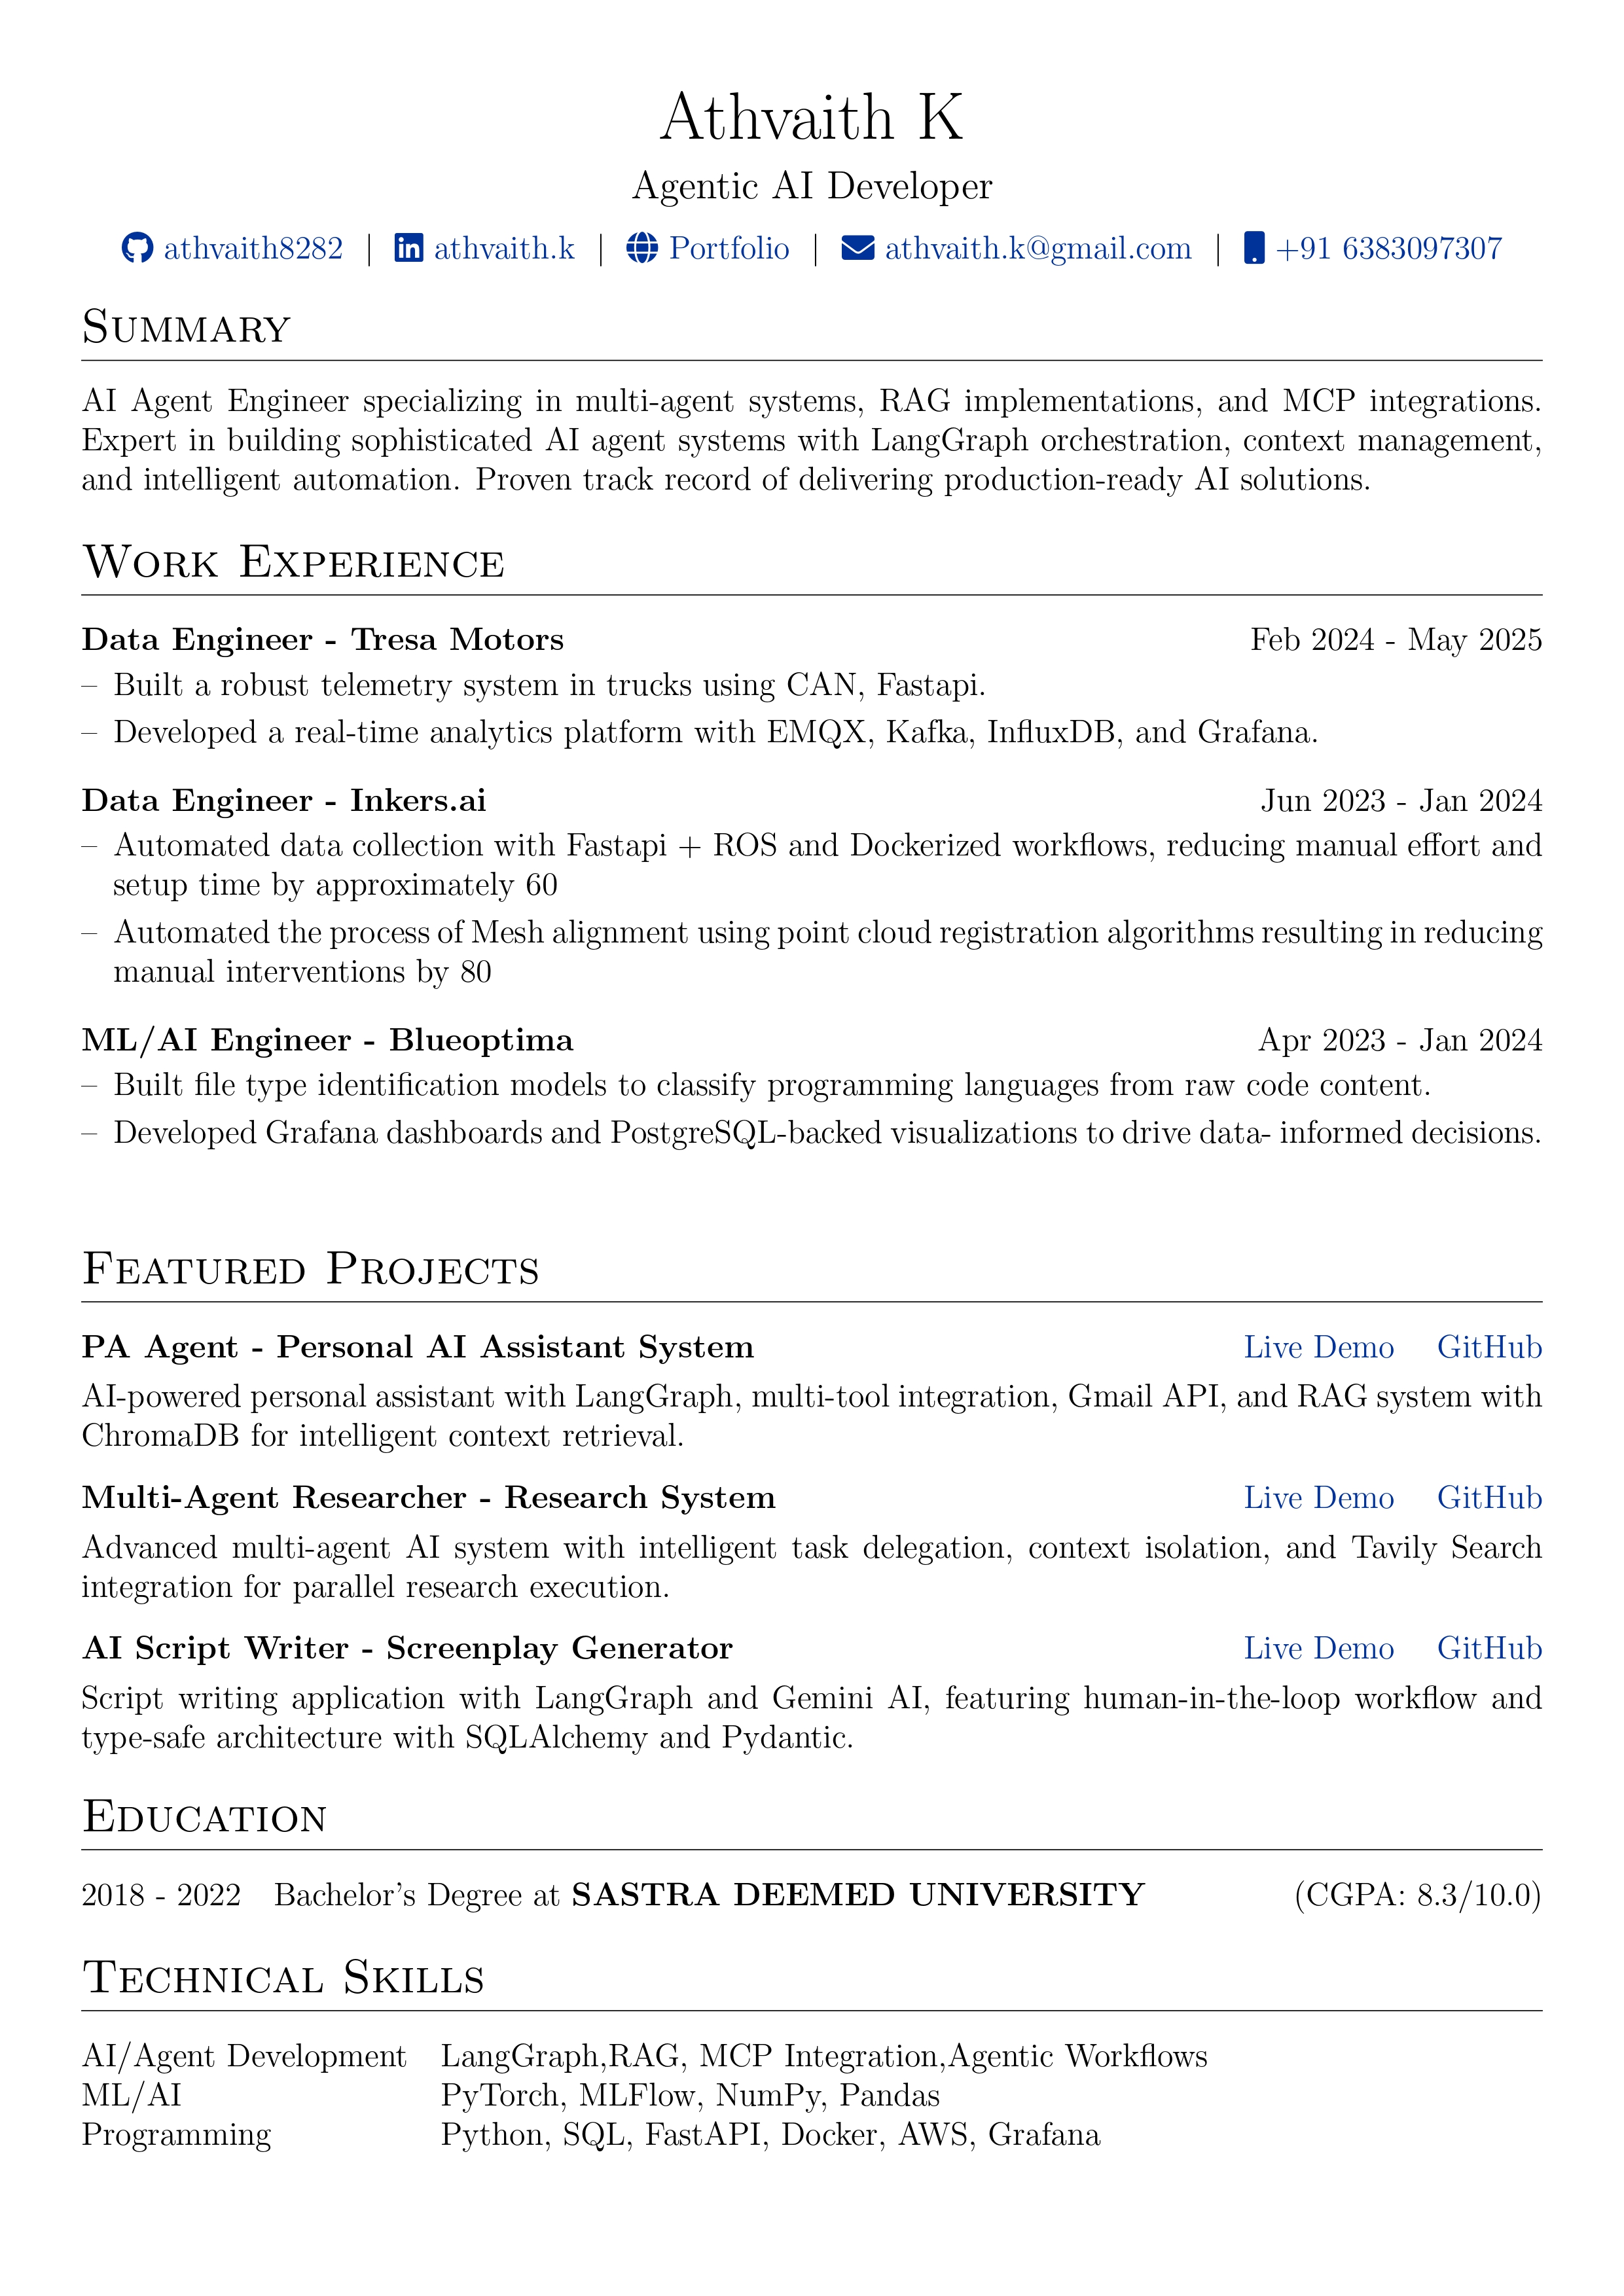 Athvaith K
Agentic AI Developer
athvaith8282 | athvaith.k | Portfolio | athvaith.k@gmail.com | +91 6383097307
Summary
AI Agent Engineer specializing in multi-agent systems, RAG implementations, and MCP integrations.
Expert in building sophisticated AI agent systems with LangGraph orchestration, context management,
and intelligent automation. Proven track record of delivering production-ready AI solutions.
Work Experience
Data Engineer - Tresa Motors Feb 2024 - May 2025
– Built a robust telemetry system in trucks using CAN, Fastapi.
– Developed a real-time analytics platform with EMQX, Kafka, InfluxDB, and Grafana.
Data Engineer - Inkers.ai Jun 2023 - Jan 2024
– Automated data collection with Fastapi + ROS and Dockerized workflows, reducing manual effort and
setup time by approximately 60
– Automated the process of Mesh alignment using point cloud registration algorithms resulting in reducing
manual interventions by 80
ML/AI Engineer - Blueoptima Apr 2023 - Jan 2024
– Built file type identification models to classify programming languages from raw code content.
– Developed Grafana dashboards and PostgreSQL-backed visualizations to drive data- informed decisions.
Featured Projects
PA Agent - Personal AI Assistant System Live Demo GitHub
AI-powered personal assistant with LangGraph, multi-tool integration, Gmail API, and RAG system with
ChromaDB for intelligent context retrieval.
Multi-Agent Researcher - Research System Live Demo GitHub
Advanced multi-agent AI system with intelligent task delegation, context isolation, and Tavily Search
integration for parallel research execution.
AI Script Writer - Screenplay Generator Live Demo GitHub
Script writing application with LangGraph and Gemini AI, featuring human-in-the-loop workflow and
type-safe architecture with SQLAlchemy and Pydantic.
Education
2018 - 2022 Bachelor's Degree at SASTRA DEEMED UNIVERSITY (CGPA: 8.3/10.0)
Technical Skills
AI/Agent Development LangGraph,RAG, MCP Integration,Agentic Workflows
ML/AI PyTorch, MLFlow, NumPy, Pandas
Programming Python, SQL, FastAPI, Docker, AWS, Grafana